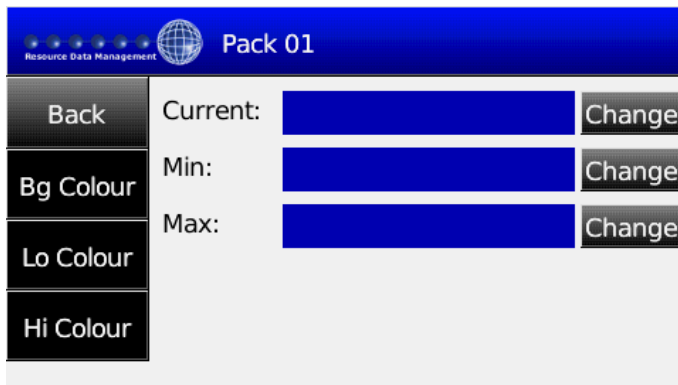 Resource Data Management
Pack 01
Back
Bg Colour
Lo Colour
Hi Colour
Current:
Change
Min:
Change
Max:
Change